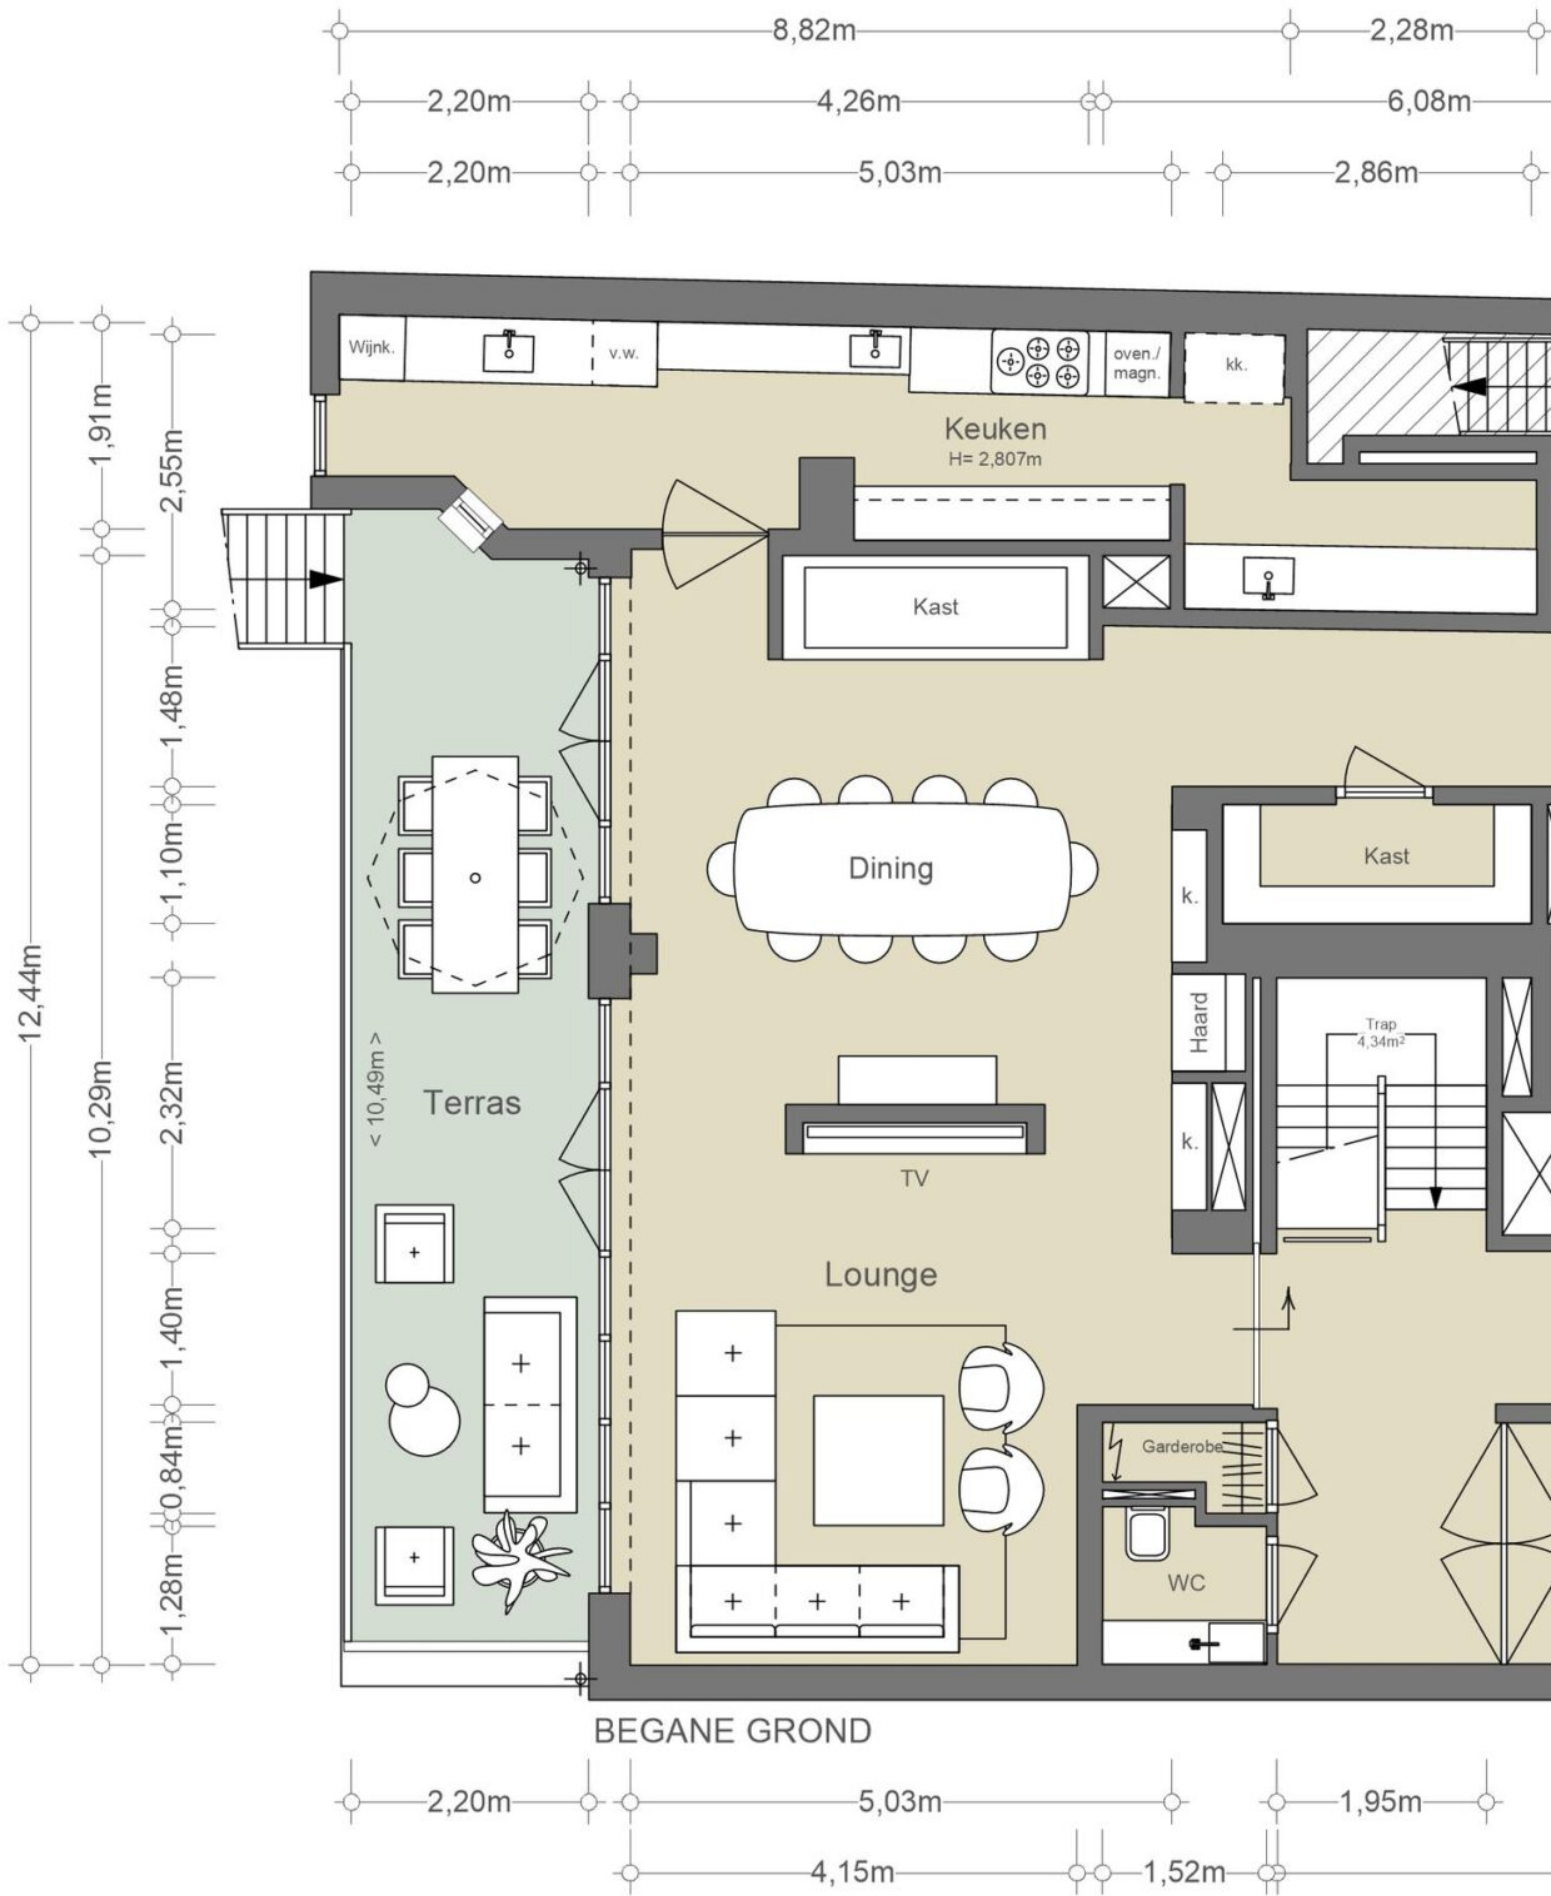 8,82m
2,28m
2,20m
4,26m
6,08m
2,20m
5,03m
2,86m
Wijnk.
v.w.
oven./
magn.
kk.
Keuken
H= 2,807m
1,91m
2,55m
Kast
1,48m
1,10m
Dining
Kast
k.
12,44m
10,29m
2,32m
< 10,49m >
Terras
Haard
Trap
4,34m²
k.
TV
Lounge
1,40m
0,84m
Garderobe
1,28m
WC
BEGANE GROND
2,20m
5,03m
1,95m
4,15m
1,52m